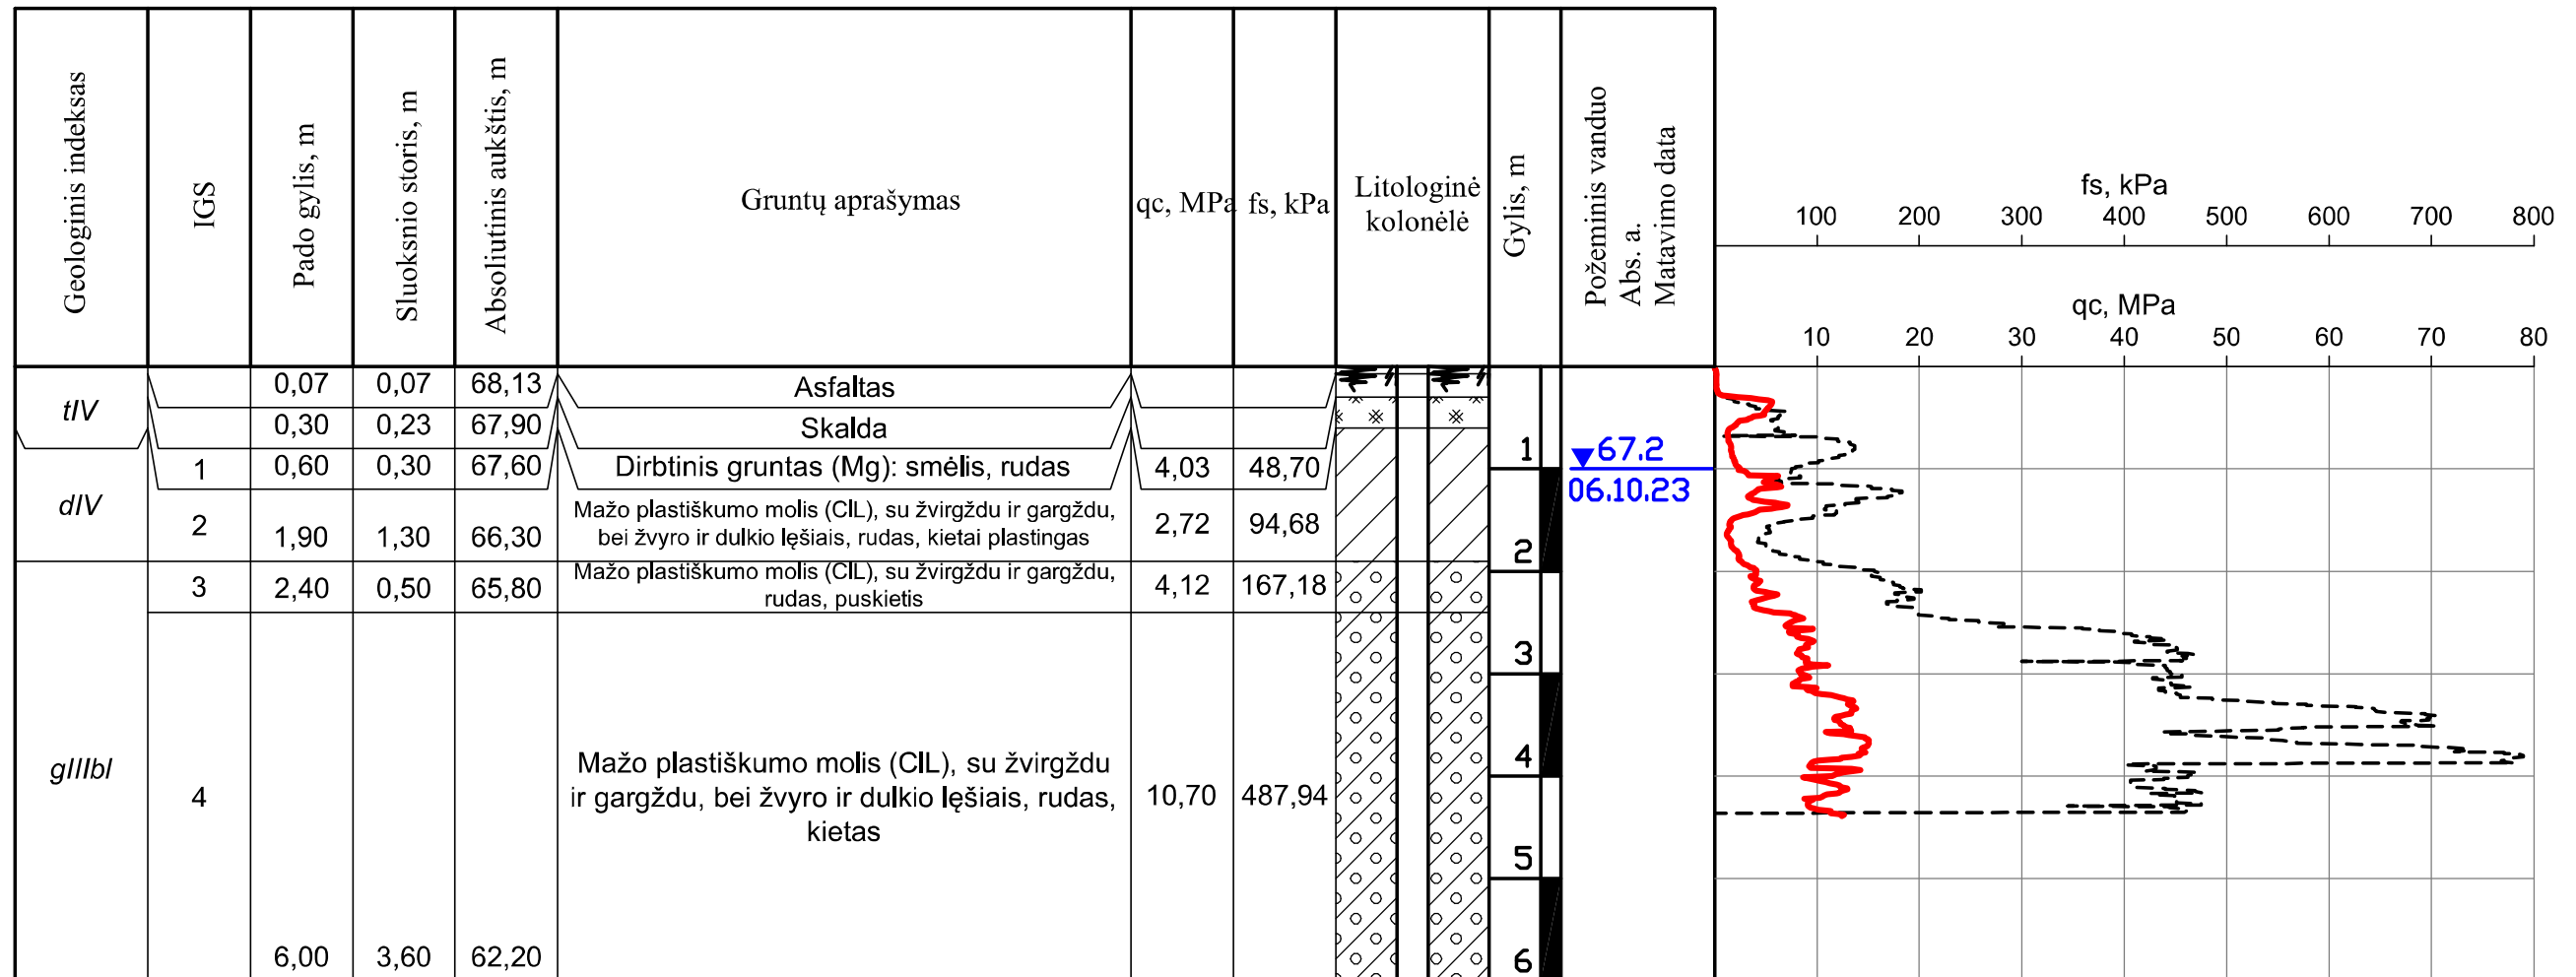 Geologinis indeksas
IGS
Pado gylis, m
Sluoksnio storis, m
Absoliutinis aukštis, m
Gruntų aprašymas
qc, MPa
fs, kPa
Litologinė
kolonėlė
Gylis, m
Požeminis vanduo
Abs. a.
Matavimo data
fs, kPa
100 200 300 400 500 600 700 800
qc, MPa
10 20 30 40 50 60 70 80
tIV
0,07 0,07 68,13 Asfaltas
0,30 0,23 67,90 Skalda
dIV
1 0,60 0,30 67,60 Dirbtinis gruntas (Mg): smėlis, rudas 4,03 48,70
2 1,90 1,30 66,30
Mažo plastiškumo molis (CIL), su žvirgždu ir gargždu,
bei žvyro ir dulkio lęšiais, rudas, kietai plastingas
2,72 94,68
gIIIbl
3 2,40 0,50 65,80
Mažo plastiškumo molis (CIL), su žvirgždu ir gargždu,
rudas, puskietis
4,12 167,18
4
Mažo plastiškumo molis (CIL), su žvirgždu
ir gargždu, bei žvyro ir dulkio lęšiais, rudas,
kietas
10,70 487,94
6,00 3,60 62,20
1
2
3
4
5
6
67.2
06.10.23